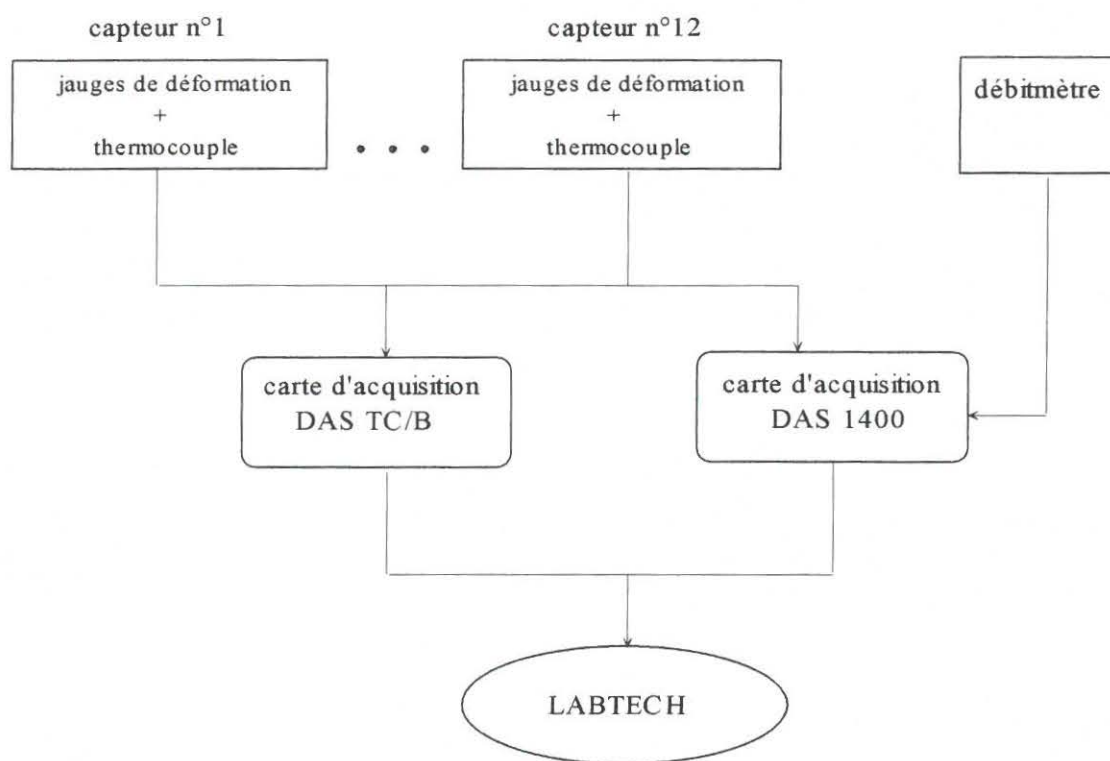 capteur n°1
jauges de déformation
+
thermocouple
. . .
capteur n°12
jauges de déformation
+
thermocouple
débitmètre
carte d'acquisition
DAS TC/B
carte d'acquisition
DAS 1400
LABTECH